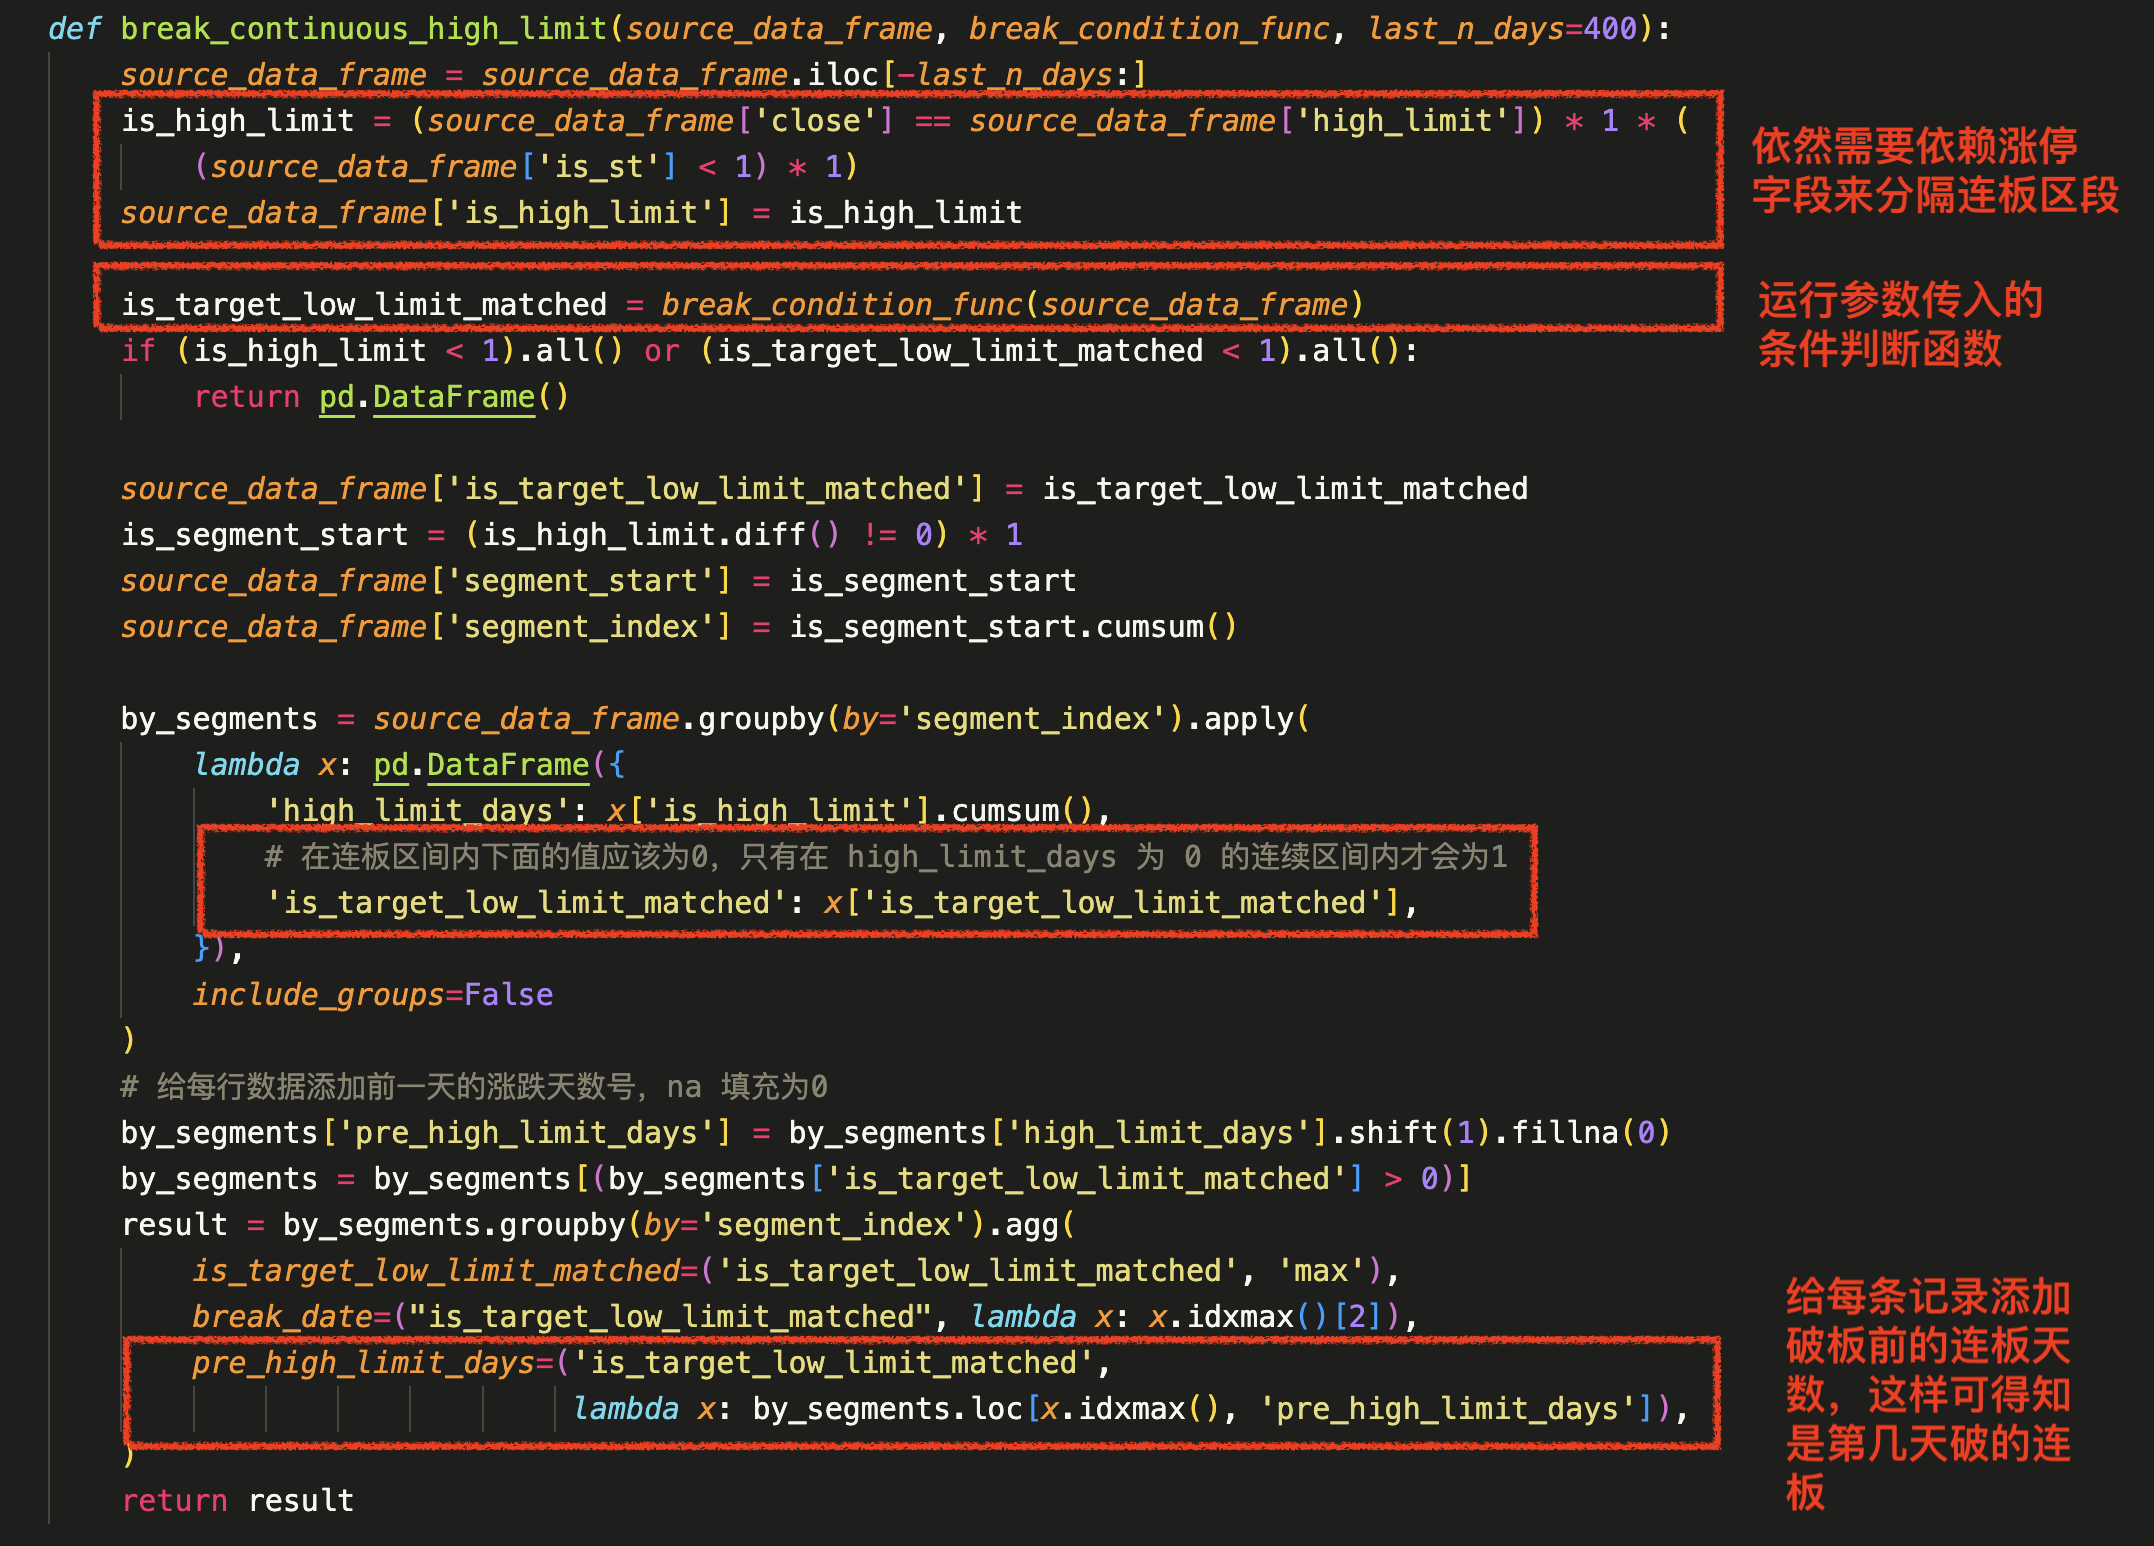 def break_continuous_high_limit(source_data_frame, break_condition_func, last_n_days=400):
    source_data_frame = source_data_frame.iloc[-last_n_days:]
    is_high_limit = (source_data_frame['close'] == source_data_frame['high_limit']) * 1 * (
        (source_data_frame['is_st'] < 1) * 1)
    source_data_frame['is_high_limit'] = is_high_limit
依然需要依赖涨停
字段来分隔连板区段
    is_target_low_limit_matched = break_condition_func(source_data_frame)
运行参数传入的
条件判断函数
    if (is_high_limit < 1).all() or (is_target_low_limit_matched < 1).all():
        return pd.DataFrame()
    source_data_frame['is_target_low_limit_matched'] = is_target_low_limit_matched
    is_segment_start = (is_high_limit.diff() != 0) * 1
    source_data_frame['segment_start'] = is_segment_start
    source_data_frame['segment_index'] = is_segment_start.cumsum()
    by_segments = source_data_frame.groupby(by='segment_index').apply(
        lambda x: pd.DataFrame({
            'high_limit_days': x['is_high_limit'].cumsum(),
            # 在连板区间内下面的值应该为0，只有在 high_limit_days 为 0 的连续区间内才会为1
            'is_target_low_limit_matched': x['is_target_low_limit_matched'],
        }),
        include_groups=False
    )
    # 给每行数据添加前一天的涨跌天数号，na 填充为0
    by_segments['pre_high_limit_days'] = by_segments['high_limit_days'].shift(1).fillna(0)
    by_segments = by_segments[(by_segments['is_target_low_limit_matched'] > 0)]
    result = by_segments.groupby(by='segment_index').agg(
        is_target_low_limit_matched=('is_target_low_limit_matched', 'max'),
        break_date=("is_target_low_limit_matched", lambda x: x.idxmax()[2]),
        pre_high_limit_days=('is_target_low_limit_matched',
                             lambda x: by_segments.loc[x.idxmax(), 'pre_high_limit_days']),
    )
    return result
给每条记录添加
破板前的连板天
数，这样可得知
是第几天破的连
板